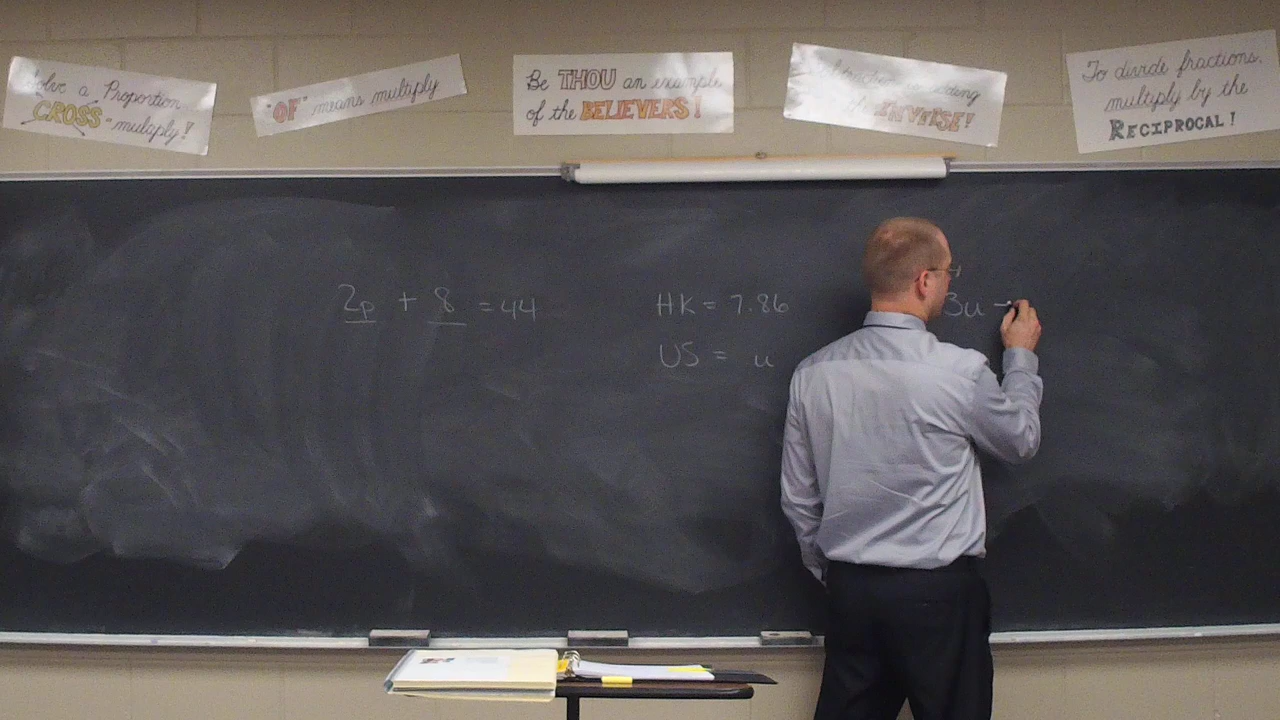 Solve a Proportion
CROSS-multiply!
"OF" means multiply
Be THOU an example
of the BELIEVERS!
INVERSE!
To divide fractions,
multiply by the
RECIPROCAL!
2p + 8 = 44
HK = 7.86
US = u
3u